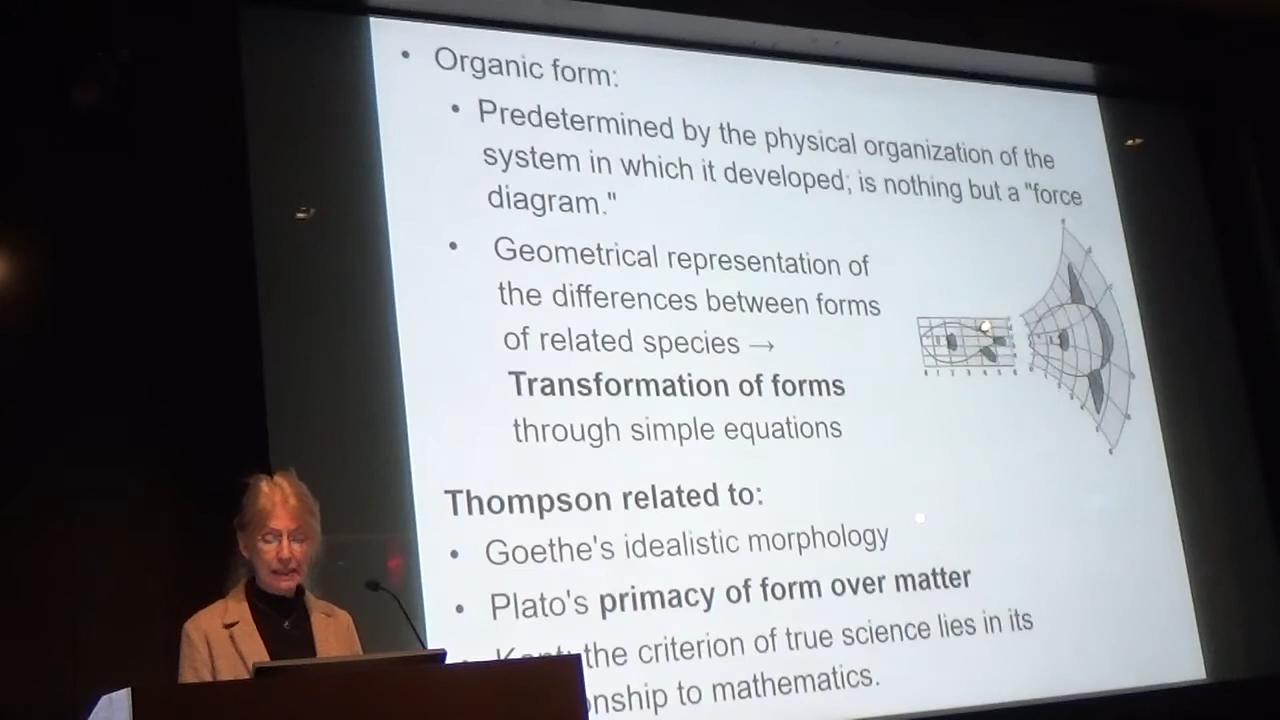 • Organic form:
• Predetermined by the physical organization of the
system in which it developed; is nothing but a "force
diagram."
• Geometrical representation of
the differences between forms
of related species →
Transformation of forms
through simple equations
Thompson related to:
• Goethe's idealistic morphology
• Plato's primacy of form over matter
the criterion of true science lies in its
onship to mathematics.